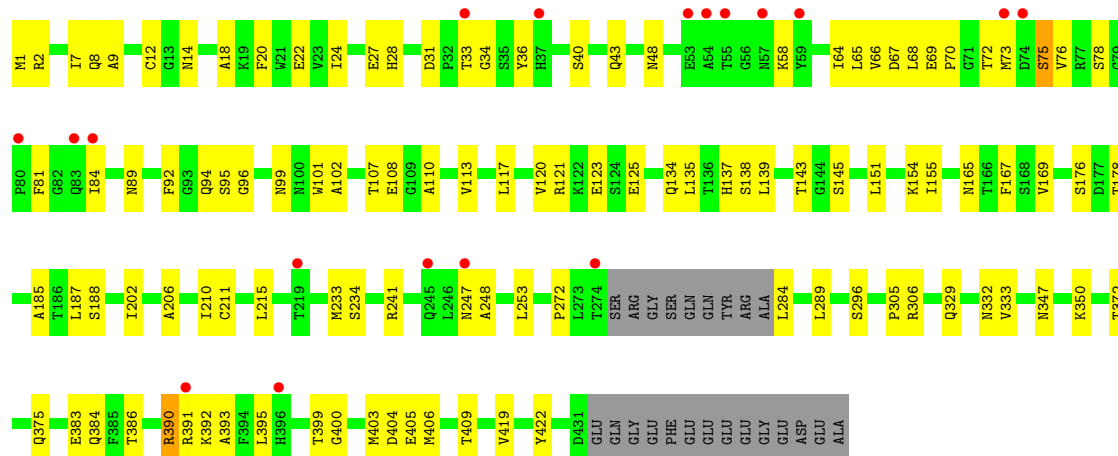 M1 R2 I7 Q8 A9 C12 G13 N14 A18 K19 F20 W21 E22 V23 I24 E27 H28 D31 P32 T33 G34 S35 Y36 H37 S40 Q43 N48 E53 A54 T55 G56 N57 K58 Y59 I64 L65 V66 D67 L68 E69 P70 G71 T72 M73 D74 S75 V76 R77 S78 G79
P80 F81 G82 Q83 I84 N89 F92 G93 Q94 S95 G96 N99 N100 W101 A102 T107 E108 G109 A110 V113 L117 V120 R121 K122 E123 S124 E125 Q134 L135 T136 H137 S138 L139 T143 G144 S145 L151 K154 I155 N165 T166 F167 S168 V169 S176 D177 T178
A185 T186 L187 S188 I202 A206 I210 C211 L215 T219 M233 S234 R241 Q245 L246 N247 A248 L253 P272 L273 T274 SER ARG GLY SER GLN GLN TYR ARG ALA L284 L289 S296 P305 R306 Q329 N332 V333 N347 K350 T372
Q375 E383 Q384 F385 T386 R390 R391 K392 A393 F394 L395 H396 T399 G400 M403 D404 E405 M406 T409 V419 Y422 D431 GLU GLN GLY GLU PHE GLU GLU GLU GLY GLU ASP GLU ALA